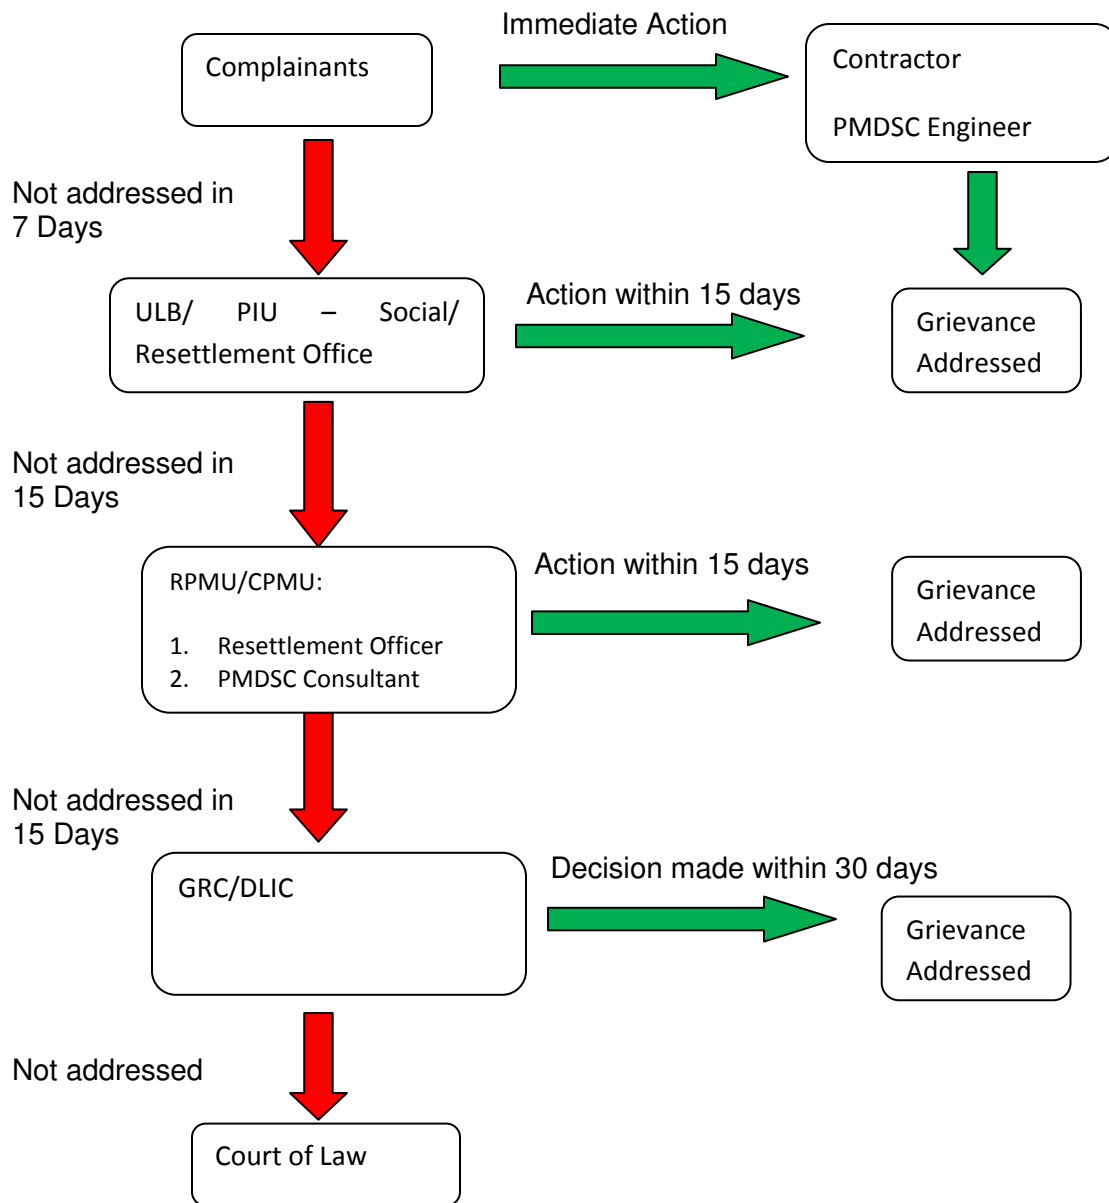 Immediate Action
Complainants
Contractor
PMDSC Engineer
Not addressed in
7 Days
ULB/ PIU – Social/
Resettlement Office
Action within 15 days
Grievance
Addressed
Not addressed in
15 Days
RPMU/CPMU:
1. Resettlement Officer
2. PMDSC Consultant
Action within 15 days
Grievance
Addressed
Not addressed in
15 Days
GRC/DLIC
Decision made within 30 days
Grievance
Addressed
Not addressed
Court of Law